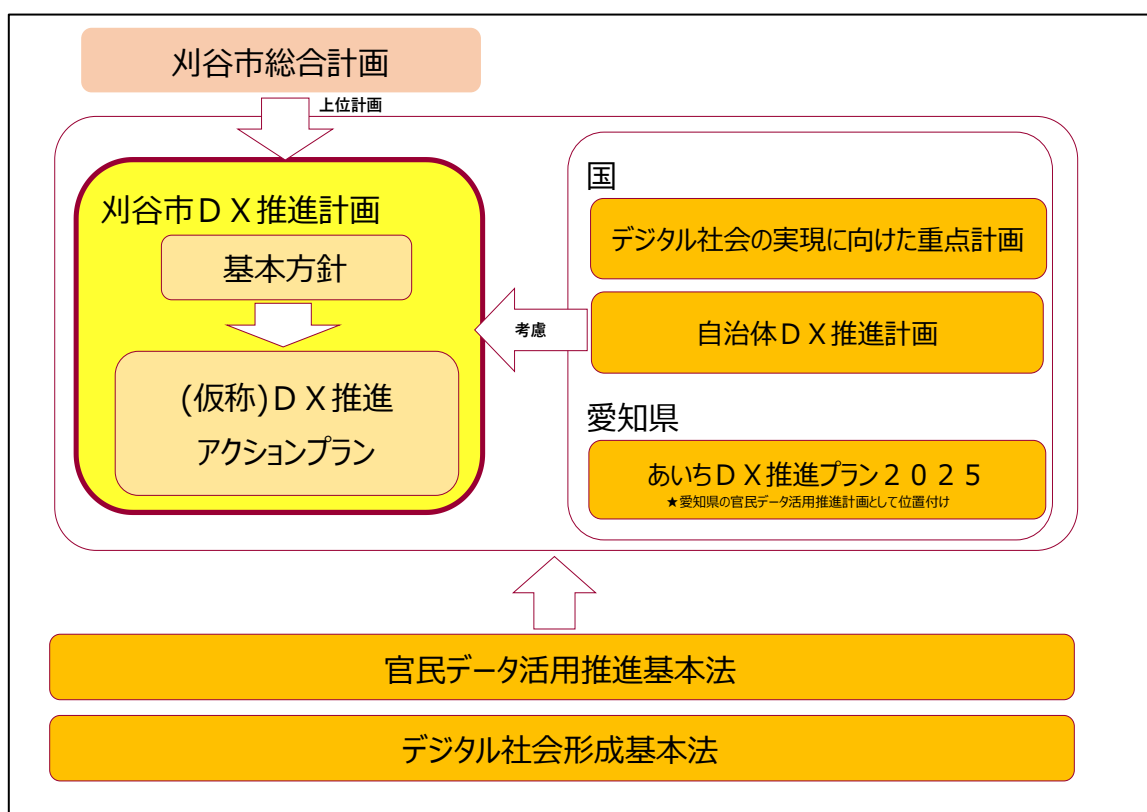 刈谷市総合計画
上位計画
刈谷市ＤＸ推進計画
基本方針
(仮称)ＤＸ推進
アクションプラン
考慮
国
デジタル社会の実現に向けた重点計画
自治体ＤＸ推進計画
愛知県
あいちＤＸ推進プラン２０２５
★愛知県の官民データ活用推進計画として位置付け
官民データ活用推進基本法
デジタル社会形成基本法